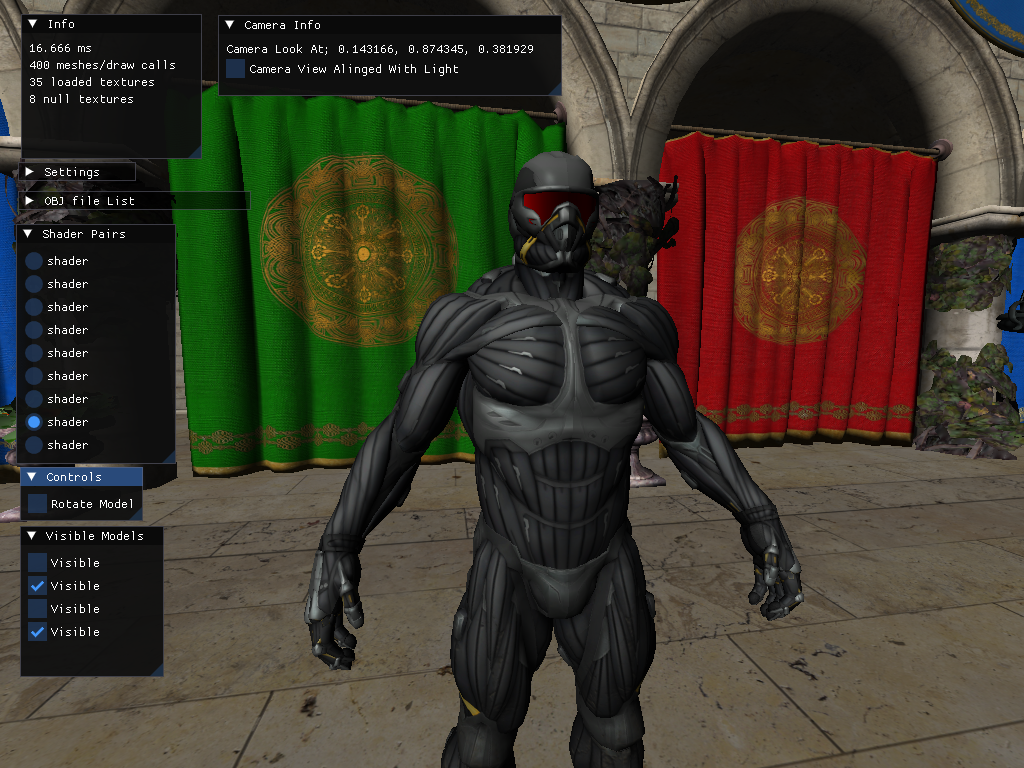 Info
16.666 ms
400 meshes/draw calls
35 loaded textures
8 null textures
Camera Info
Camera Look At; 0.143166, 0.874345, 0.381929
Camera View Alinged With Light
Settings
OBJ file List
Shader Pairs
shader
shader
shader
shader
shader
shader
shader
shader
shader
Controls
Rotate Model
Visible Models
Visible
Visible
Visible
Visible